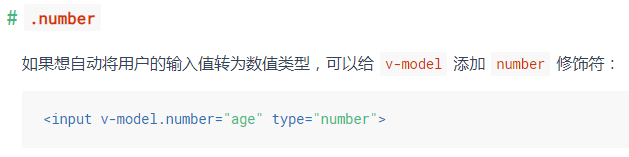 # .number
如果想自动将用户的输入值转为数值类型，可以给 v-model 添加 number 修饰符：
<input v-model.number="age" type="number">